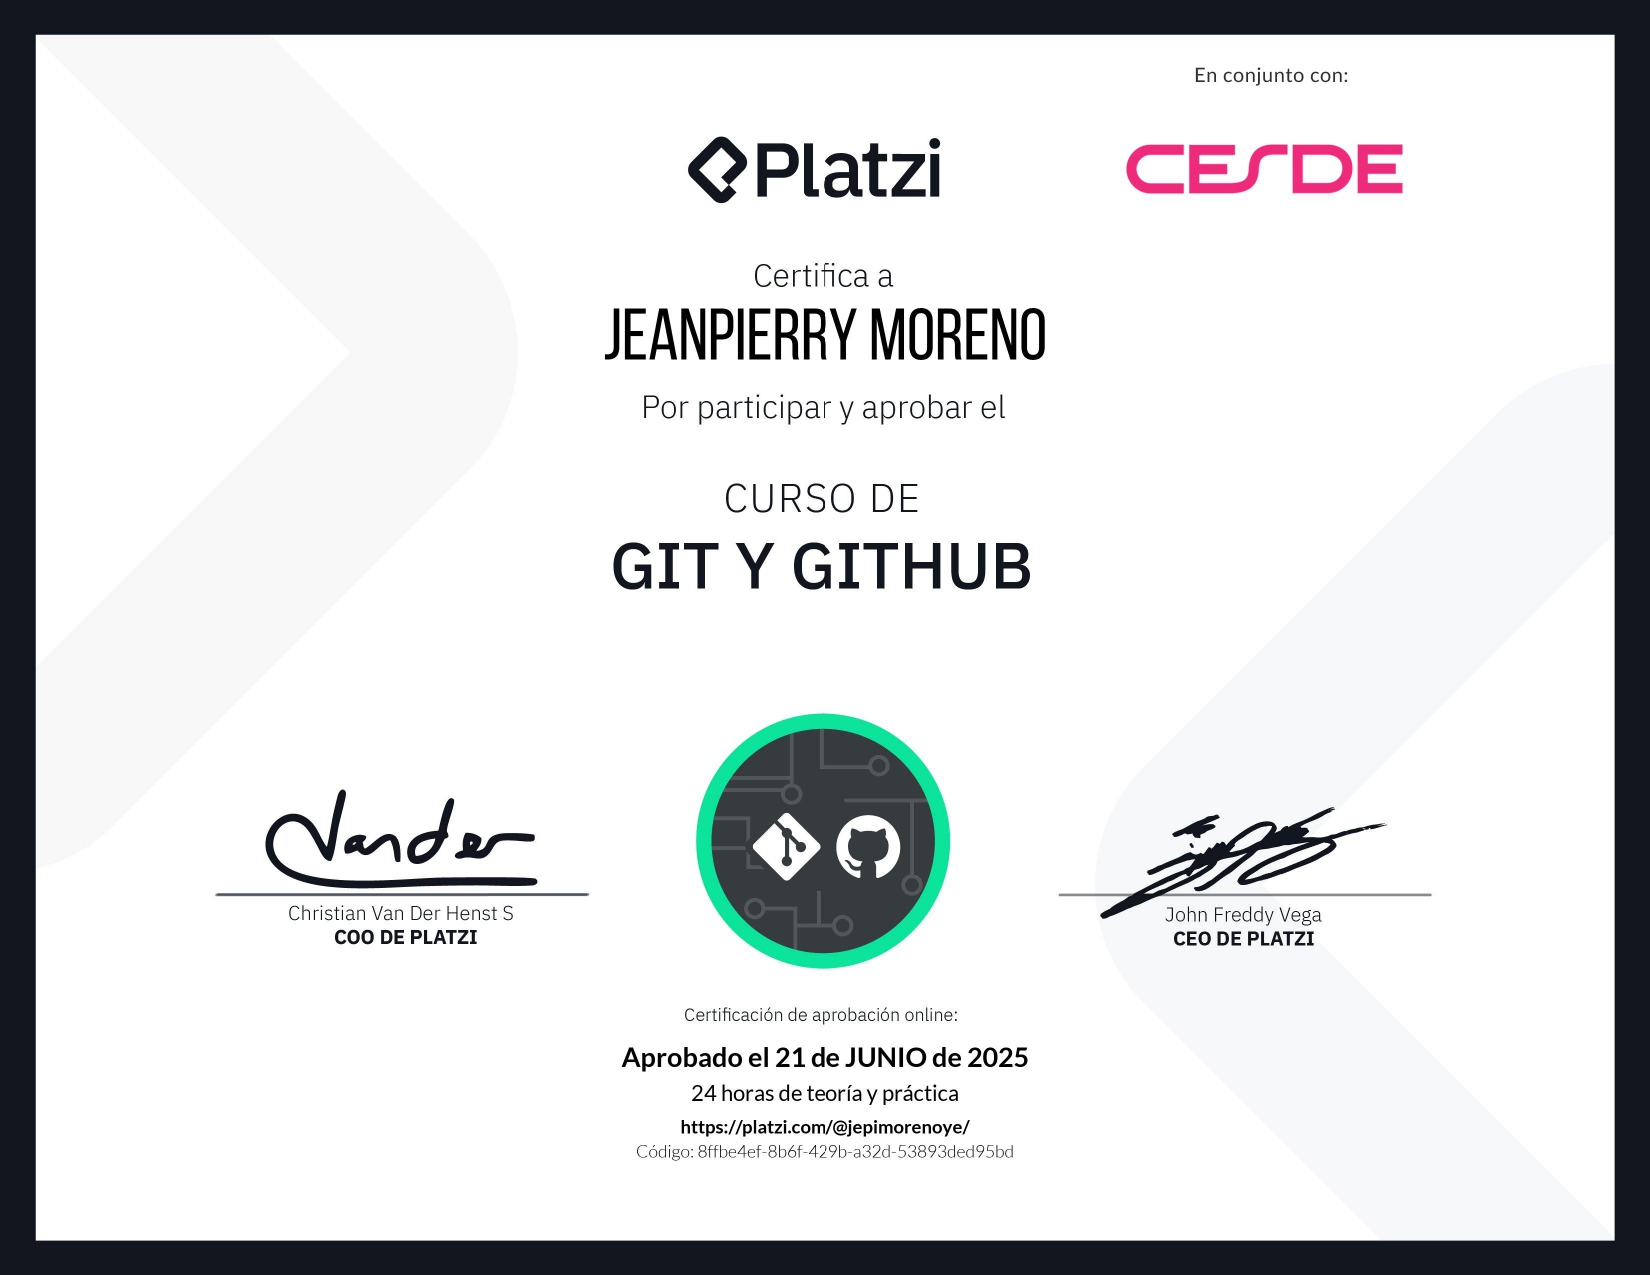 En conjunto con:
Platzi
CESDE
Certifica a
JEANPIERRY MORENO
Por participar y aprobar el
CURSO DE
GIT Y GITHUB
Vander
Christian Van Der Henst S
COO DE PLATZI
John Freddy Vega
CEO DE PLATZI
Certificación de aprobación online:
Aprobado el 21 de JUNIO de 2025
24 horas de teoría y práctica
https://platzi.com/@jepimorenoye/
Código: 8ffbe4ef-8b6f-429b-a32d-53893ded95bd